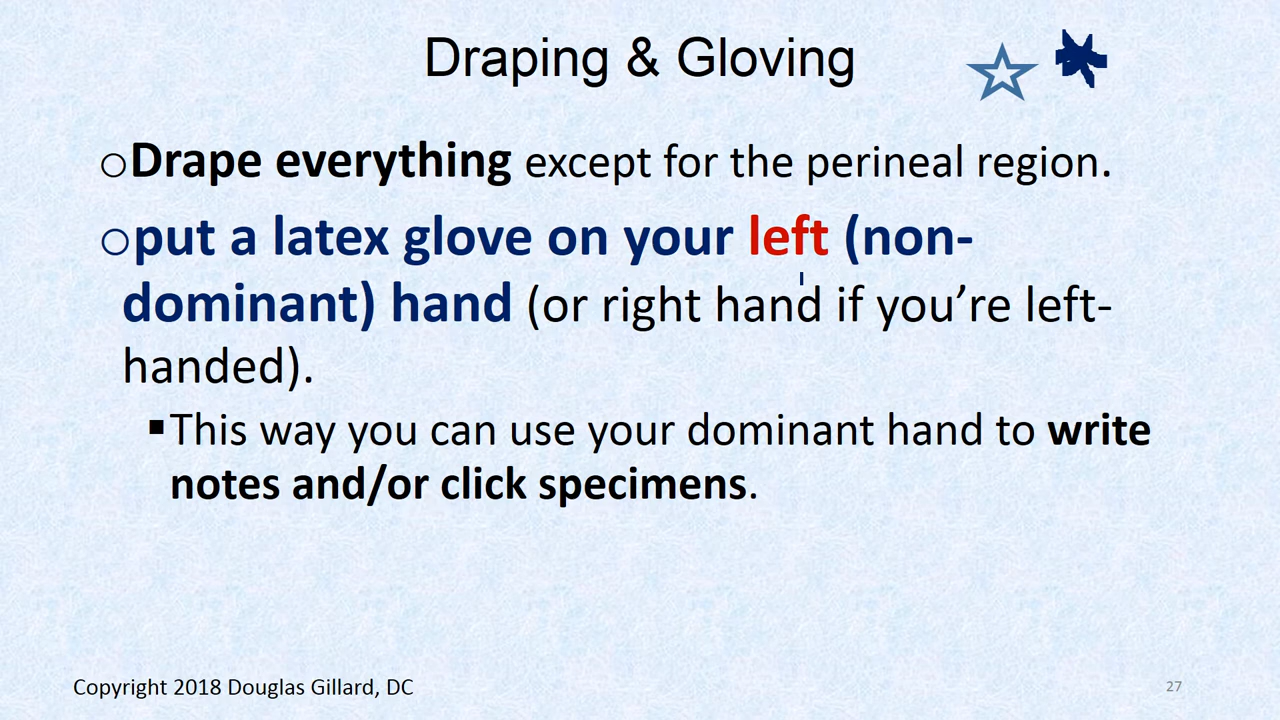 Draping & Gloving
oDrape everything except for the perineal region.
oput a latex glove on your left (non-
dominant) hand (or right hand if you’re left-
handed).
▪This way you can use your dominant hand to write
notes and/or click specimens.
Copyright 2018 Douglas Gillard, DC
27